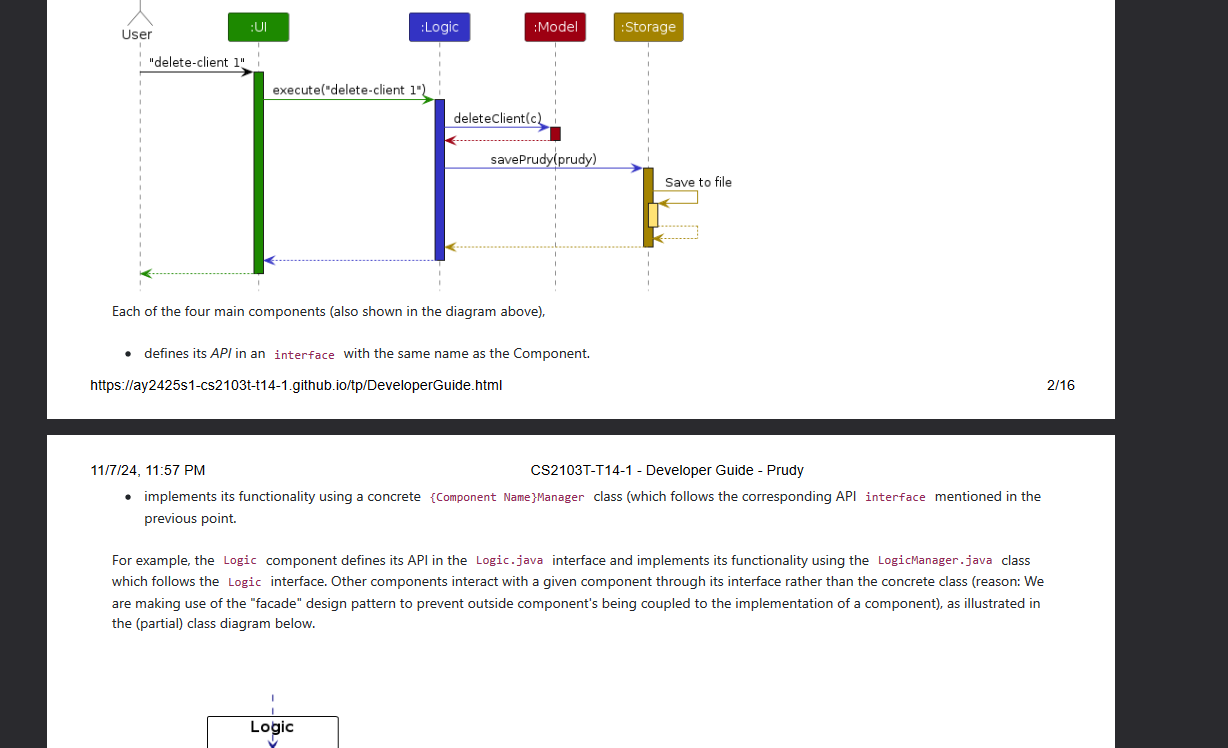 User
:UI
:Logic
:Model
:Storage
"delete-client 1"
execute("delete-client 1")
deleteClient(c)
savePrudy(prudy)
Save to file
Each of the four main components (also shown in the diagram above),
• defines its API in an interface with the same name as the Component.
https://ay2425s1-cs2103t-t14-1.github.io/tp/DeveloperGuide.html 2/16
11/7/24, 11:57 PM CS2103T-T14-1 - Developer Guide - Prudy
• implements its functionality using a concrete {Component Name}Manager class (which follows the corresponding API interface mentioned in the
previous point.
For example, the Logic component defines its API in the Logic.java interface and implements its functionality using the LogicManager.java class
which follows the Logic interface. Other components interact with a given component through its interface rather than the concrete class (reason: We
are making use of the "facade" design pattern to prevent outside component's being coupled to the implementation of a component), as illustrated in
the (partial) class diagram below.
Logic